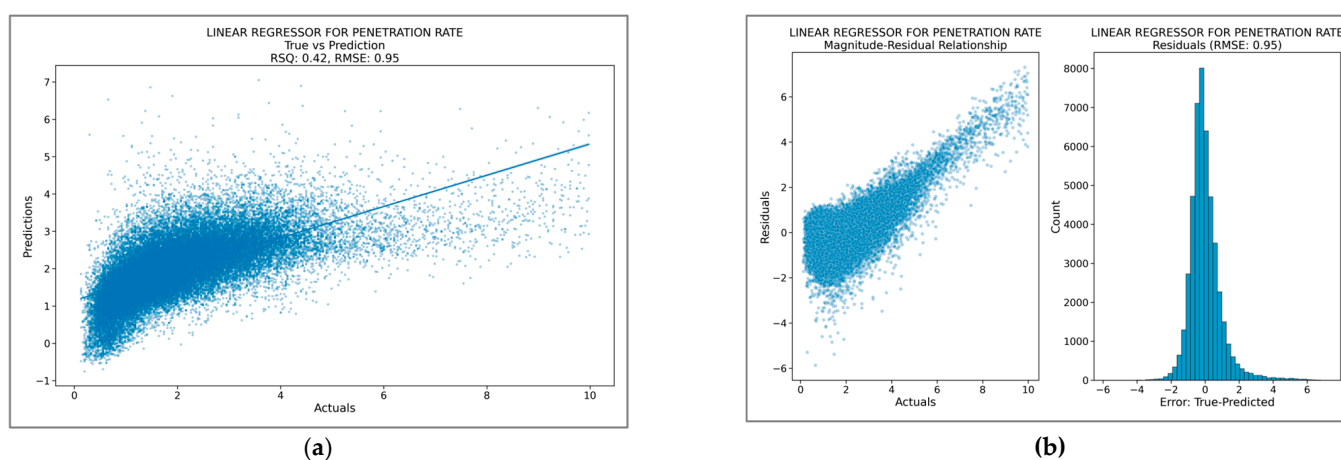 LINEAR REGRESSOR FOR PENETRATION RATE
True vs Prediction
RSQ: 0.42, RMSE: 0.95
7
6
5
4
3
2
1
0
−1
Predictions
0 2 4 6 8 10
Actuals
(a)
LINEAR REGRESSOR FOR PENETRATION RATE
Magnitude-Residual Relationship
6
4
2
0
−2
−4
−6
Residuals
0 2 4 6 8 10
Actuals
LINEAR REGRESSOR FOR PENETRATION RATE
Residuals (RMSE: 0.95)
8000
7000
6000
5000
4000
3000
2000
1000
0
Count
−6 −4 −2 0 2 4 6
Error: True-Predicted
(b)